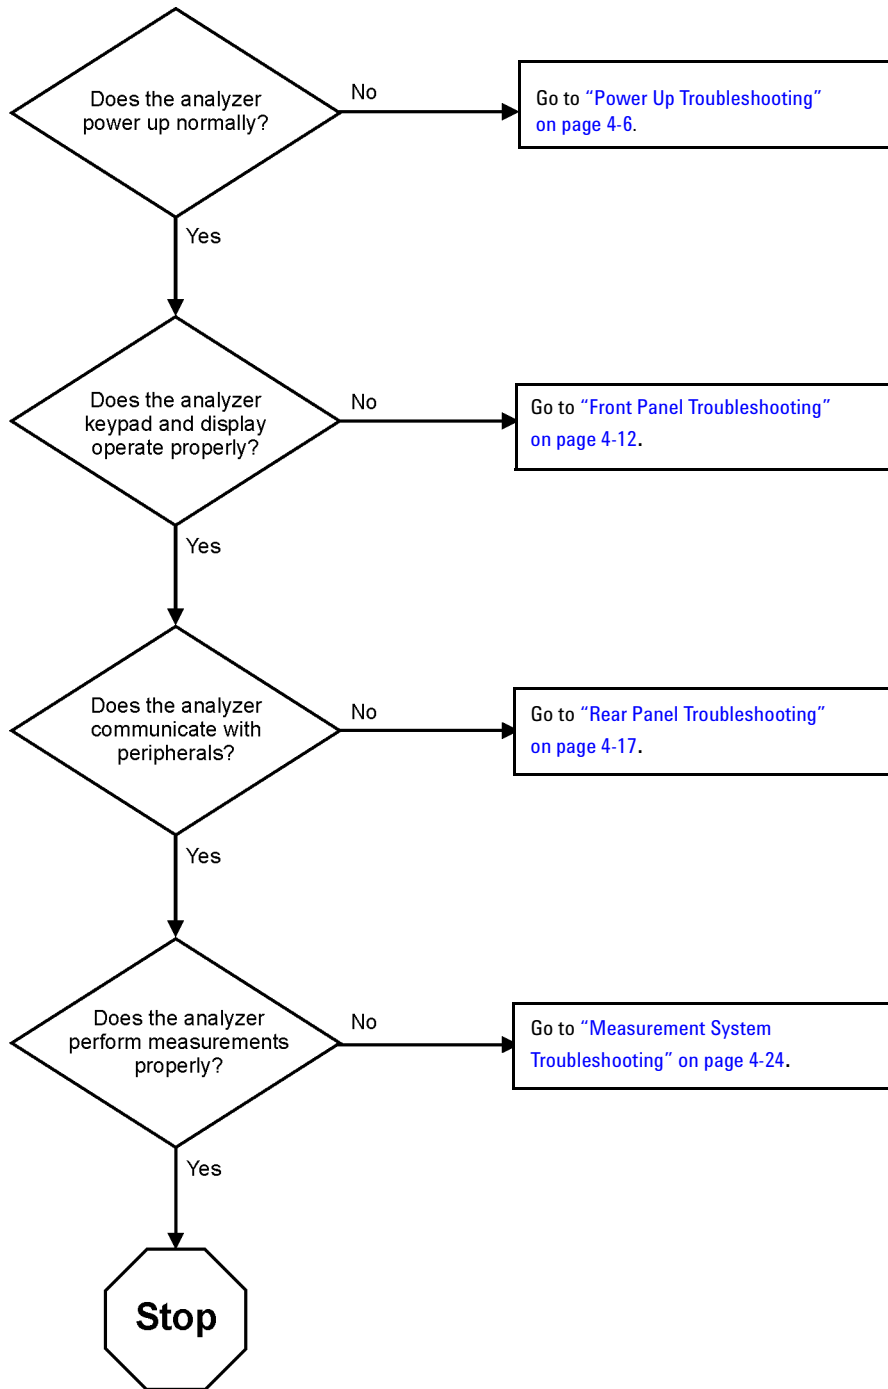 Does the analyzer
power up normally?
No
Go to “Power Up Troubleshooting”
on page 4-6.
Yes
Does the analyzer
keypad and display
operate properly?
No
Go to “Front Panel Troubleshooting”
on page 4-12.
Yes
Does the analyzer
communicate with
peripherals?
No
Go to “Rear Panel Troubleshooting”
on page 4-17.
Yes
Does the analyzer
perform measurements
properly?
No
Go to “Measurement System
Troubleshooting” on page 4-24.
Yes
Stop